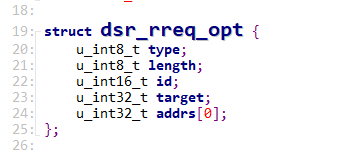 18:
19: struct dsr_rreq_opt {
20:     u_int8_t type;
21:     u_int8_t length;
22:     u_int16_t id;
23:     u_int32_t target;
24:     u_int32_t addrs[0];
25: };
26: